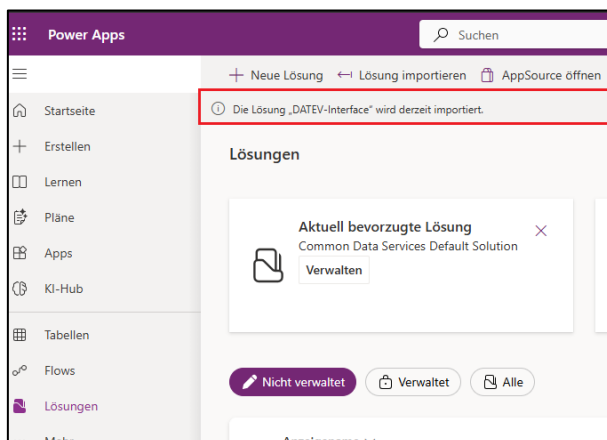 Power Apps
Suchen
Neue Lösung
Lösung importieren
AppSource öffnen
Die Lösung „DATEV-Interface“ wird derzeit importiert.
Startseite
Erstellen
Lernen
Pläne
Apps
KI-Hub
Tabellen
Flows
Lösungen
Lösungen
Aktuell bevorzugte Lösung
Common Data Services Default Solution
Verwalten
Nicht verwaltet
Verwaltet
Alle